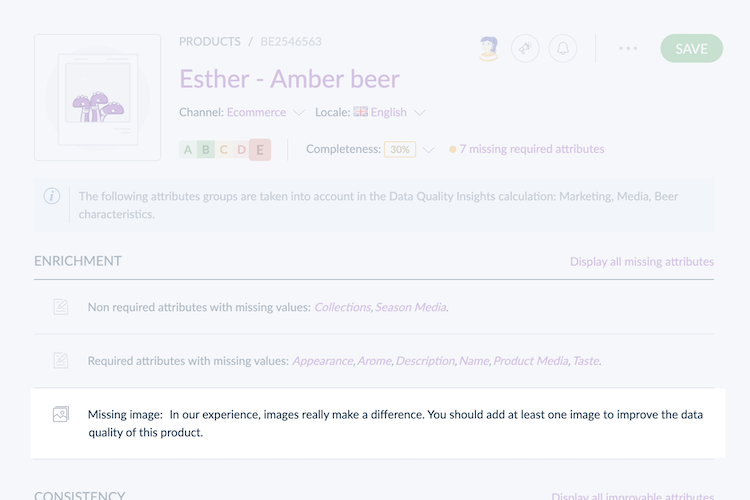 PRODUCTS / BE2546563
SAVE
Esther - Amber beer
Channel: Ecommerce Locale: English
A B C D E Completeness: 30% 7 missing required attributes
The following attributes groups are taken into account in the Data Quality Insights calculation: Marketing, Media, Beer
characteristics.
ENRICHMENT Display all missing attributes
Non required attributes with missing values: Collections, Season Media.
Required attributes with missing values: Appearance, Arome, Description, Name, Product Media, Taste.
Missing image: In our experience, images really make a difference. You should add at least one image to improve the data
quality of this product.
CONSISTENCY Display all improvable attributes